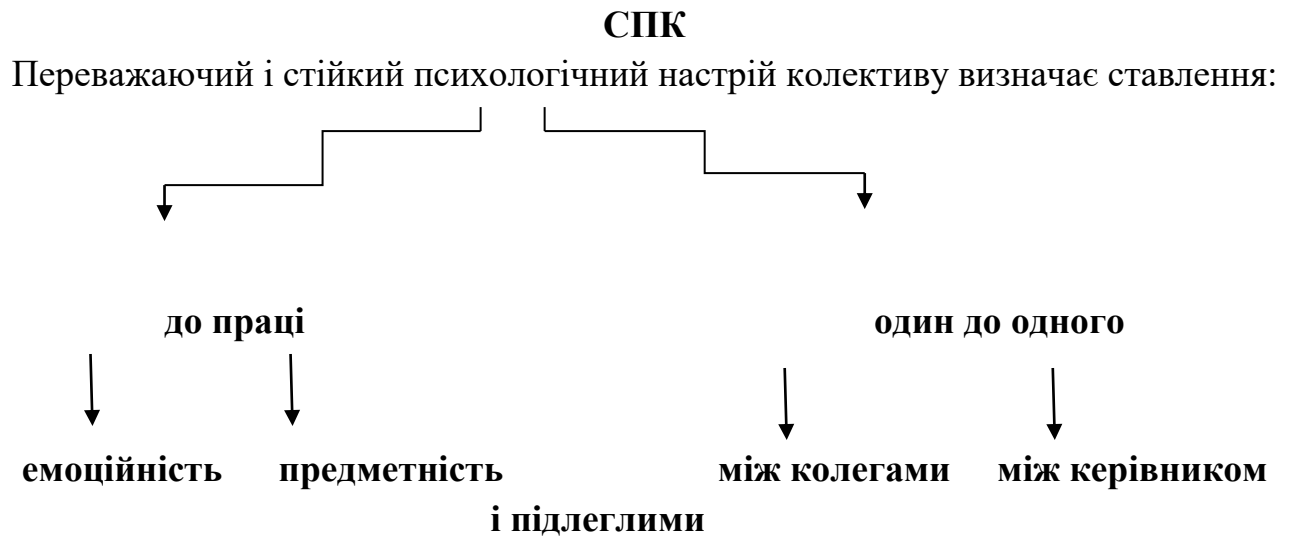 СПК
Переважаючий і стійкий психологічний настрій колективу визначає ставлення:
до праці один до одного
емоційність предметність між колегами між керівником
і підлеглими